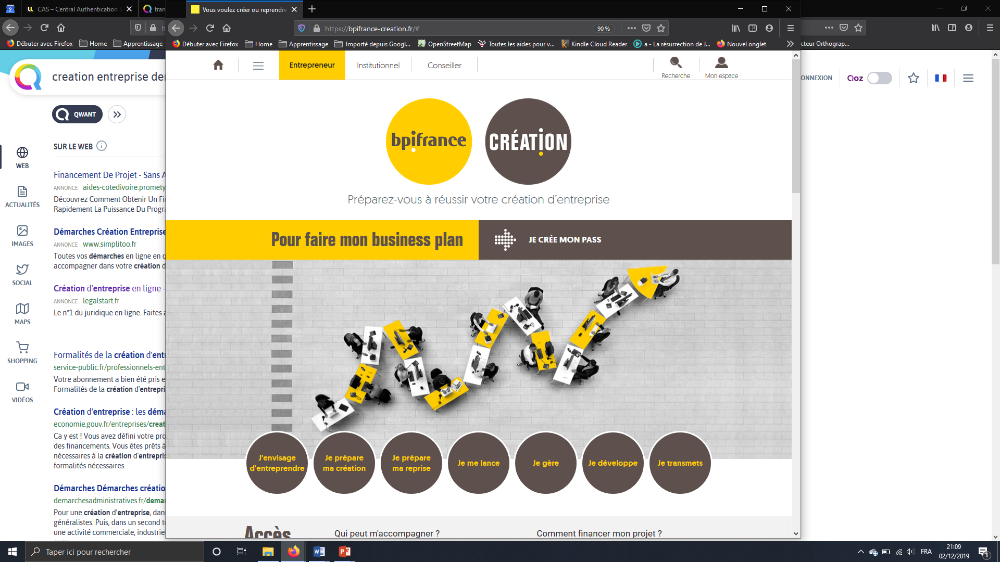 CAS – Central Authentication S
tran
Débuter avec Firefox
Home
Apprentissage
creation entreprise de
QWANT
SUR LE WEB
WEB
ACTUALITÉS
IMAGES
SOCIAL
MAPS
SHOPPING
VIDÉOS
Financement De Projet - Sans A
ANNONCE aides-cotedivoire.promety
Découvrez Comment Obtenir Un Fi
Rapidement La Puissance Du Progra
Démarches Création Entreprise
ANNONCE www.simplitoo.fr
Toutes vos démarches en ligne en
accompagner dans votre création d
Création d'entreprise en ligne -
ANNONCE legalstart.fr
Le n°1 du juridique en ligne. Faites a
Formalités de la création d'ent
service-public.fr/professionnels-ent
Votre abonnement a bien été pris e
Formalités de la création d'entrepri
Création d'entreprise : les déma
economie.gouv.fr/entreprises/creat
Ca y est ! Vous avez défini votre pro
des financements. Vous êtes prêts à
nécessaires à la création d'entrepris
formalités nécessaires.
Démarches Démarches créatio
demarchesadministratives.fr/demar
Pour une création d'entreprise, dan
généralistes. Puis, dans un second t
une activité commerciale, industrie
Vous voulez créer ou reprendre
https://bpifrance-creation.fr/#
90 %
Débuter avec Firefox
Home
Apprentissage
Importé depuis Googl...
OpenStreetMap
Toutes les aides pour v...
Kindle Cloud Reader
a - La résurrection de J...
Nouvel onglet
Entrepreneur
Institutionnel
Conseiller
Recherche
Mon espace
bpifrance
CRÉATION
Préparez-vous à réussir votre création d'entreprise
Pour faire mon business plan
JE CRÉE MON PASS
J'envisage
d'entreprendre
Je prépare
ma création
Je prépare
ma reprise
Je me lance
Je gère
Je développe
Je transmets
Accès
Qui peut m'accompagner ?
Comment financer mon projet ?
cteur Orthograp...
ONNEXION
Qoz
Taper ici pour rechercher
FRA
21:09
02/12/2019
1